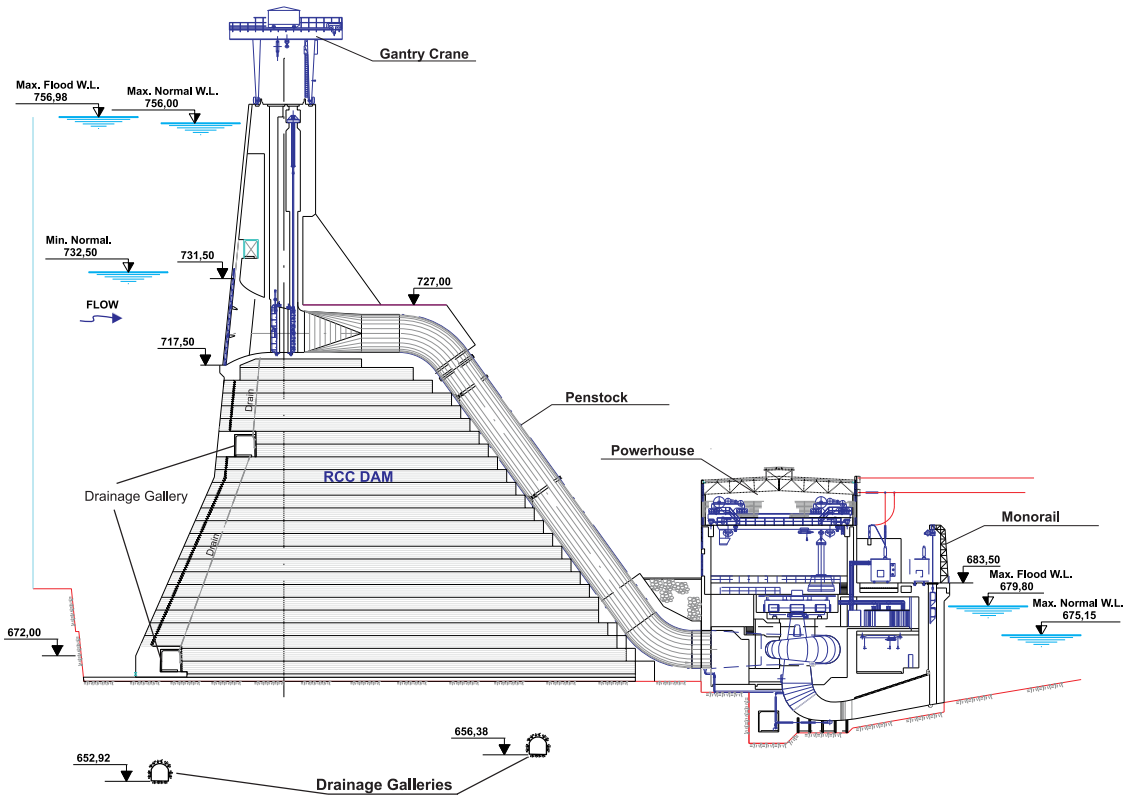 Gantry Crane
Max. Flood W.L.
756,98
Max. Normal W.L.
756,00
Min. Normal.
732,50
731,50
FLOW
727,00
717,50
Drain
Penstock
Powerhouse
RCC DAM
Drainage Gallery
Drain
Monorail
683,50
Max. Flood W.L.
679,80
Max. Normal W.L.
675,15
672,00
656,38
652,92
Drainage Galleries